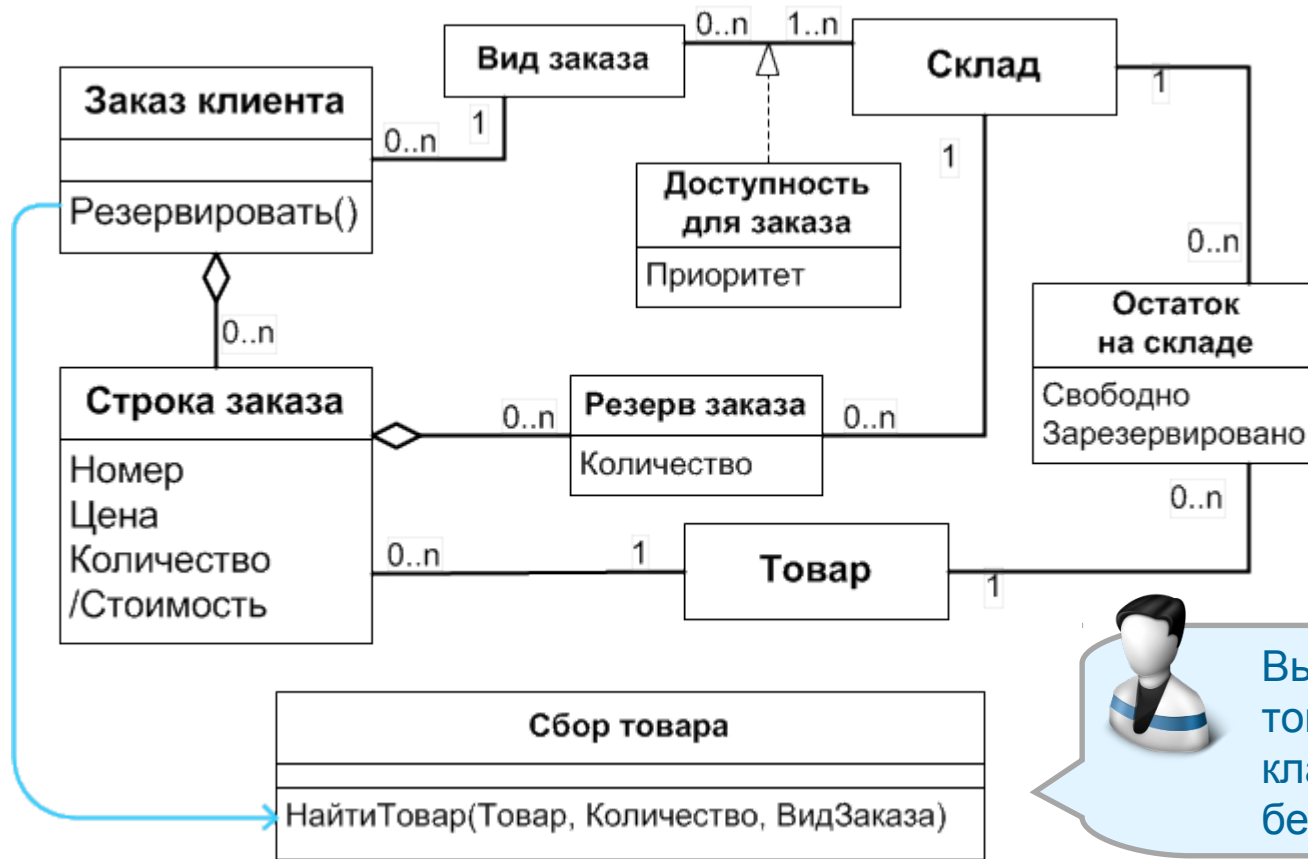 0..n
1..n
Вид заказа
Склад
Заказ клиента
1
0..n
1
1
Резервировать()
Доступность
для заказа
Приоритет
0..n
0..n
Остаток
на складе
Свободно
Зарезервировано
Строка заказа
Номер
Цена
Количество
/Стоимость
0..n
Резерв заказа
Количество
0..n
0..n
0..n
1
Товар
1
Сбор товара
НайтиТовар(Товар, Количество, ВидЗаказа)